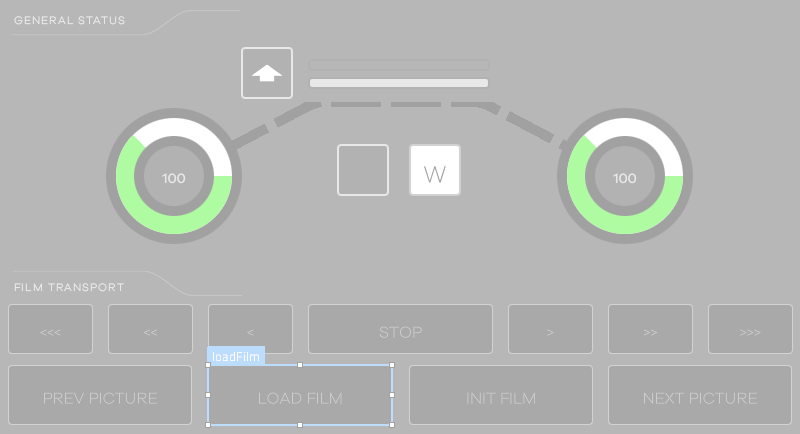 GENERAL STATUS
100
W
100
FILM TRANSPORT
<<<
<<
<
STOP
>
>>
>>>
loadFilm
PREV PICTURE
LOAD FILM
INIT FILM
NEXT PICTURE